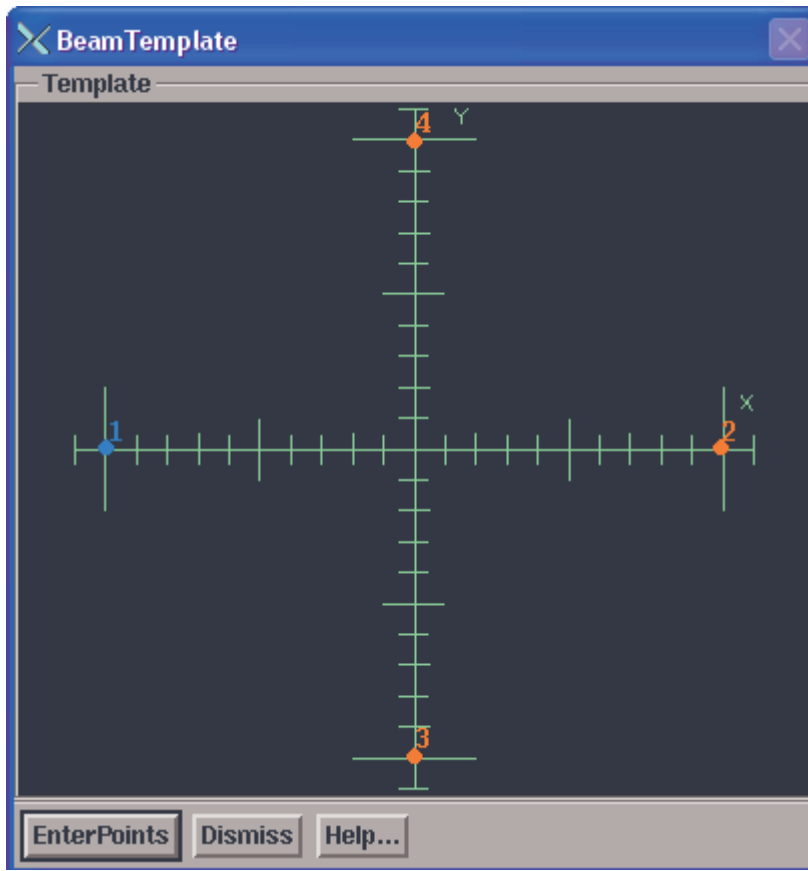 BeamTemplate
Template
4 Y
X
1
2
3
EnterPoints Dismiss Help...